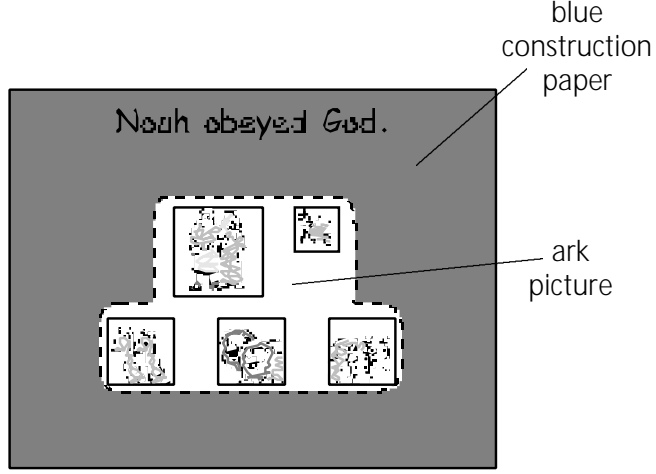 blue
construction
paper
Noah obeyed God.
ark
picture